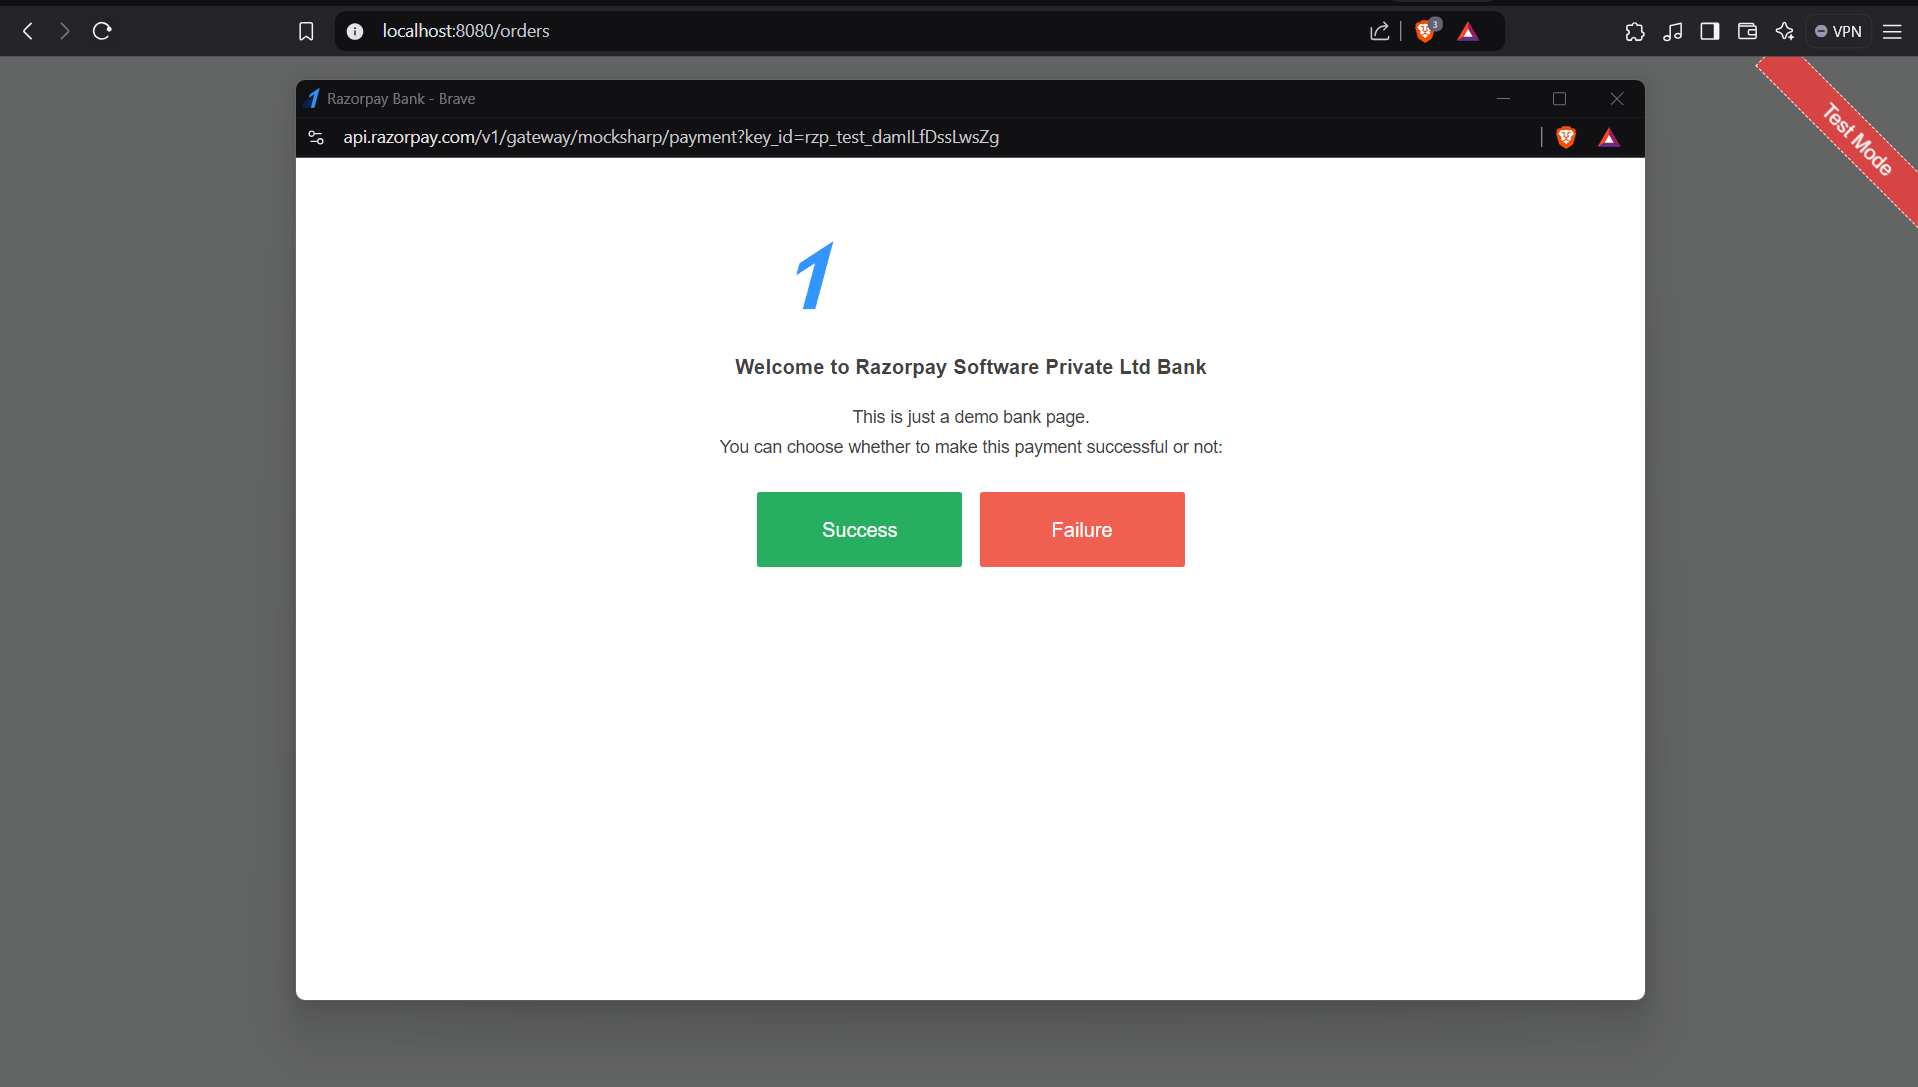 localhost:8080/orders
3
VPN
Razorpay Bank - Brave
api.razorpay.com/v1/gateway/mocksharp/payment?key_id=rzp_test_damILfDssLwsZg
Test Mode
Welcome to Razorpay Software Private Ltd Bank
This is just a demo bank page.
You can choose whether to make this payment successful or not:
Success
Failure